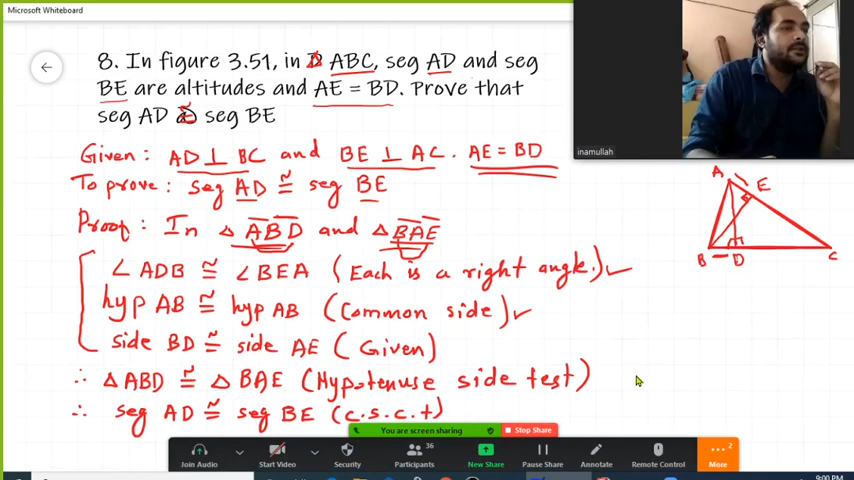 Microsoft Whiteboard
8. In figure 3.51, in Δ ABC, seg AD and seg
BE are altitudes and AE = BD. Prove that
seg AD ≅ seg BE
inamullah
Given: AD ⊥ BC and BE ⊥ AC. AE = BD
To prove: seg AD ≅ seg BE
Proof: In △ ABD and △ BAE
∠ ADB ≅ ∠ BEA (Each is a right angle.)
hyp AB ≅ hyp AB (Common side)
side BD ≅ side AE (Given)
∴ △ ABD ≅ △ BAE (Hypotenuse side test)
∴ seg AD ≅ seg BE (c.s.c.t)
A E
B D C
You are screen sharing Stop Share
36 2
Join Audio Start Video Security Participants New Share Pause Share Annotate Remote Control More
9:00 PM